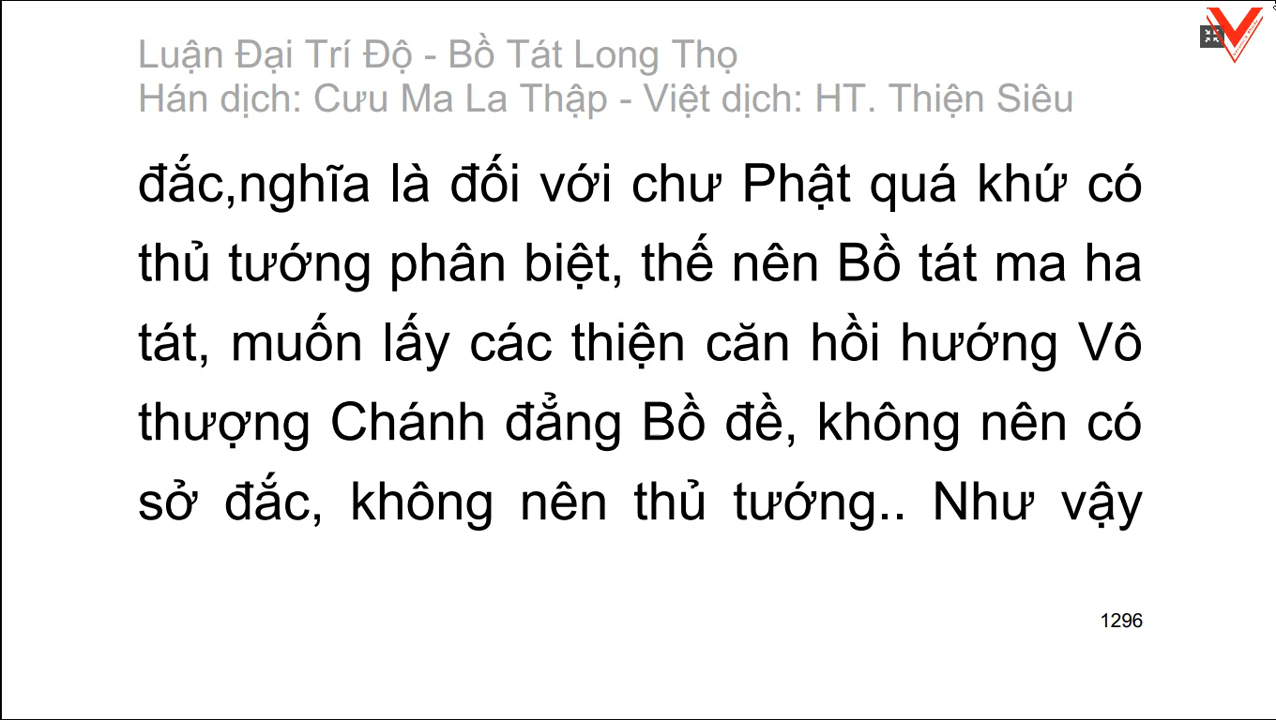 Luận Đại Trí Độ - Bồ Tát Long Thọ
Hán dịch: Cưu Ma La Thập - Việt dịch: HT. Thiện Siêu
đắc,nghĩa là đối với chư Phật quá khứ có
thủ tướng phân biệt, thế nên Bồ tát ma ha
tát, muốn lấy các thiện căn hồi hướng Vô
thượng Chánh đẳng Bồ đề, không nên có
sở đắc, không nên thủ tướng.. Như vậy
1296